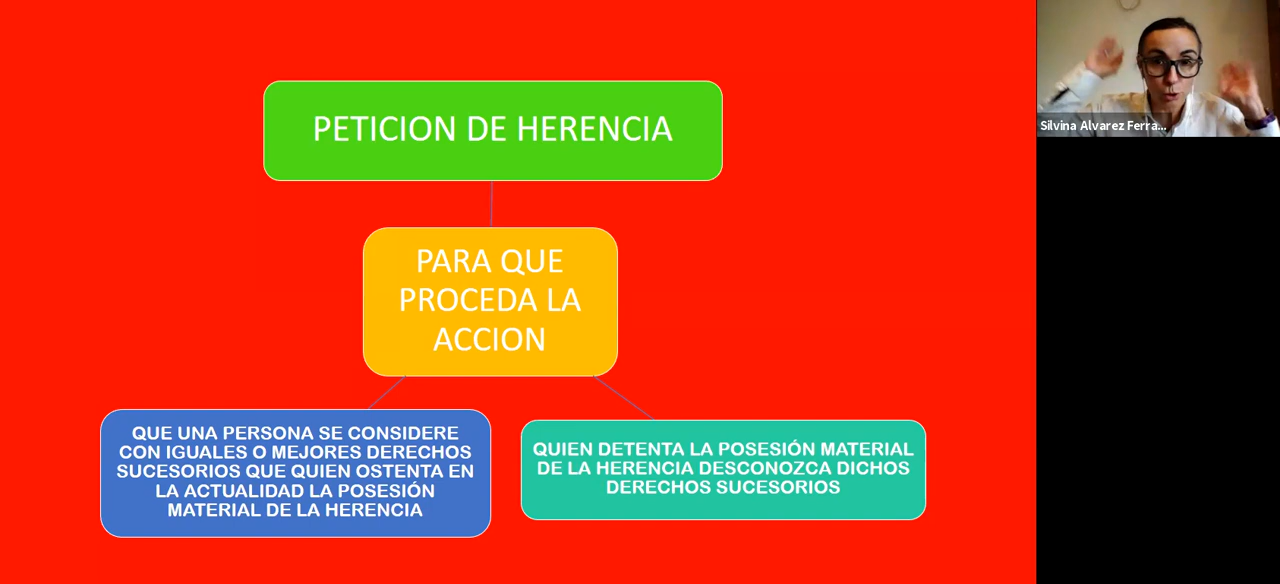 PETICION DE HERENCIA
PARA QUE
PROCEDA LA
ACCION
QUE UNA PERSONA SE CONSIDERE
CON IGUALES O MEJORES DERECHOS
SUCESORIOS QUE QUIEN OSTENTA EN
LA ACTUALIDAD LA POSESIÓN
MATERIAL DE LA HERENCIA
QUIEN DETENTA LA POSESIÓN MATERIAL
DE LA HERENCIA DESCONOZCA DICHOS
DERECHOS SUCESORIOS
Silvina Alvarez Ferra...